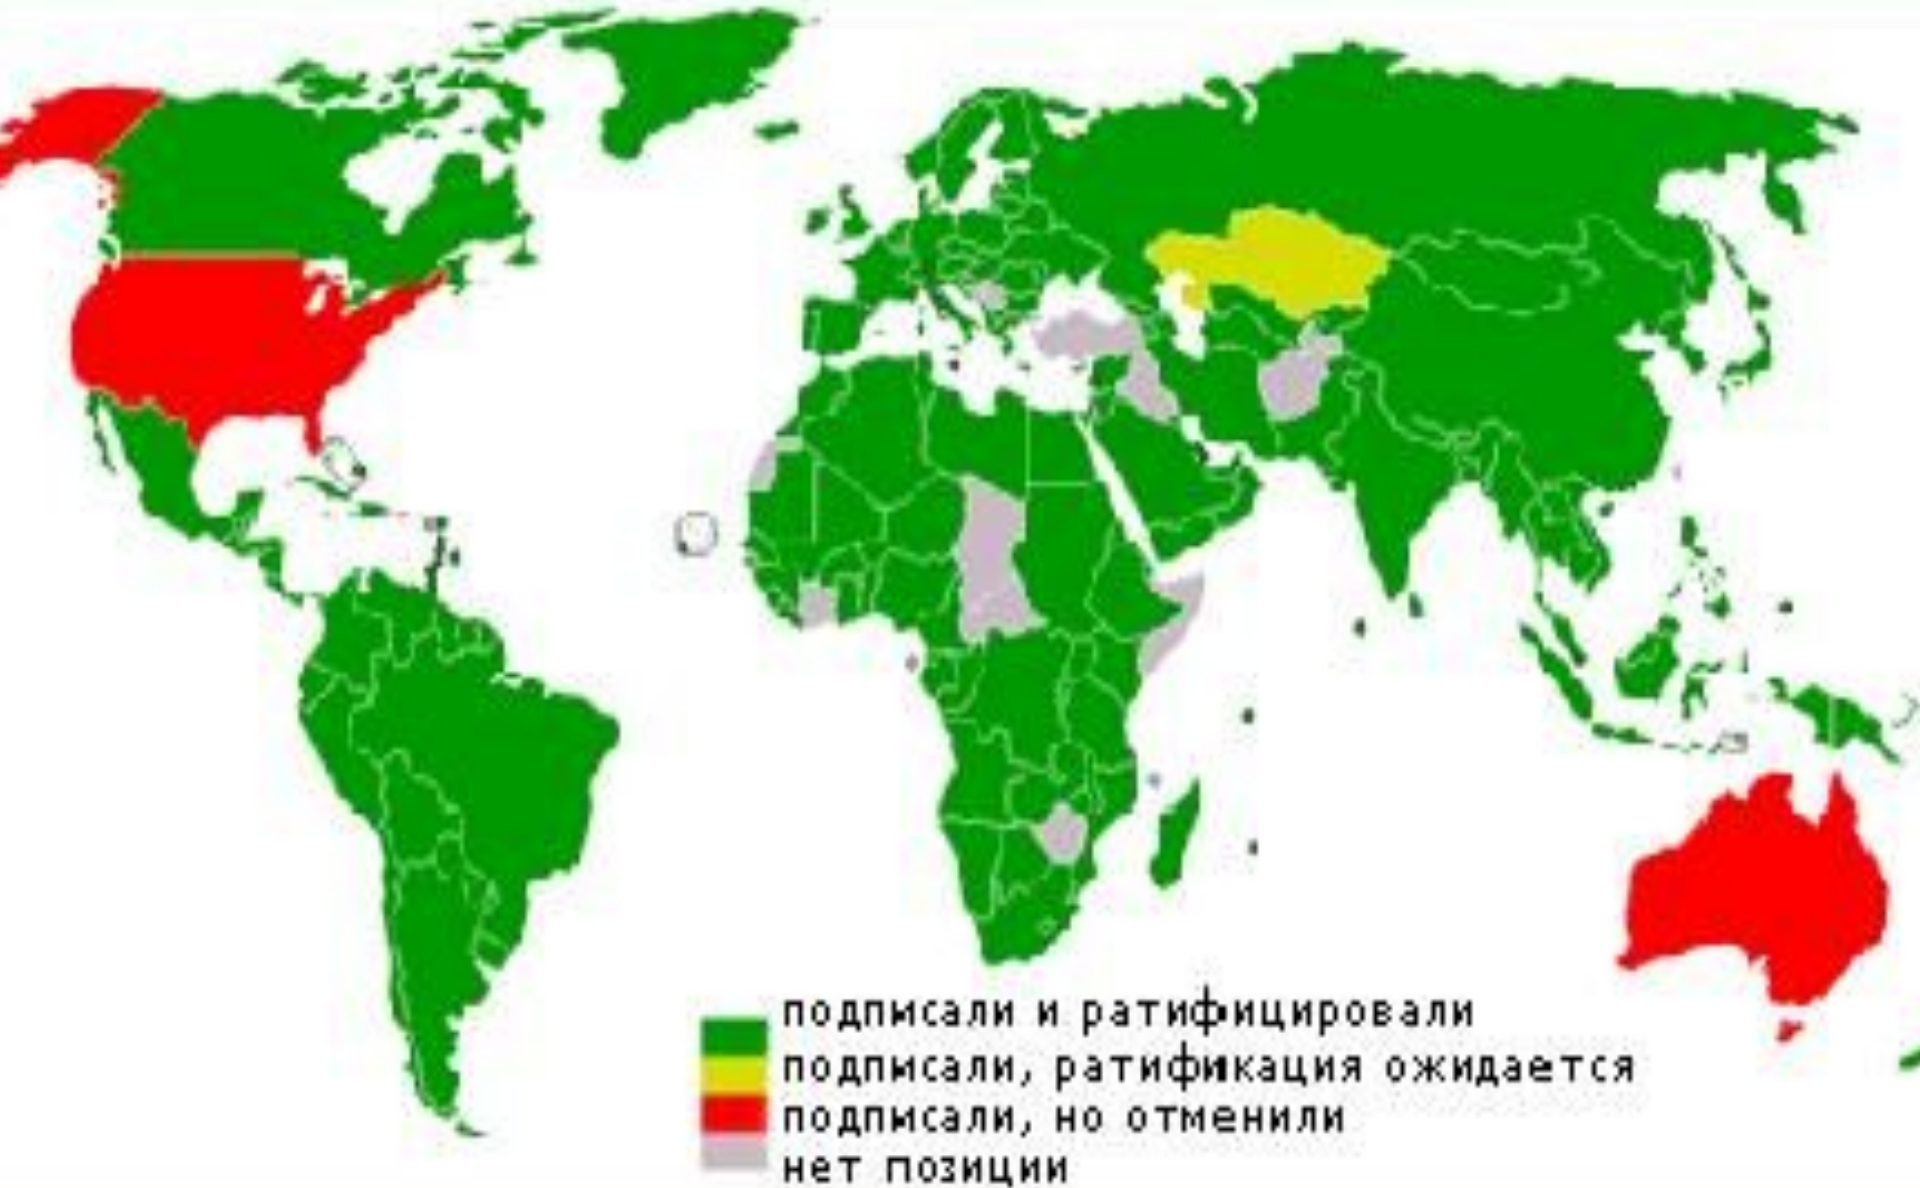 подписали и ратифицировали
подписали, ратификация ожидается
подписали, но отменили
нет позиции